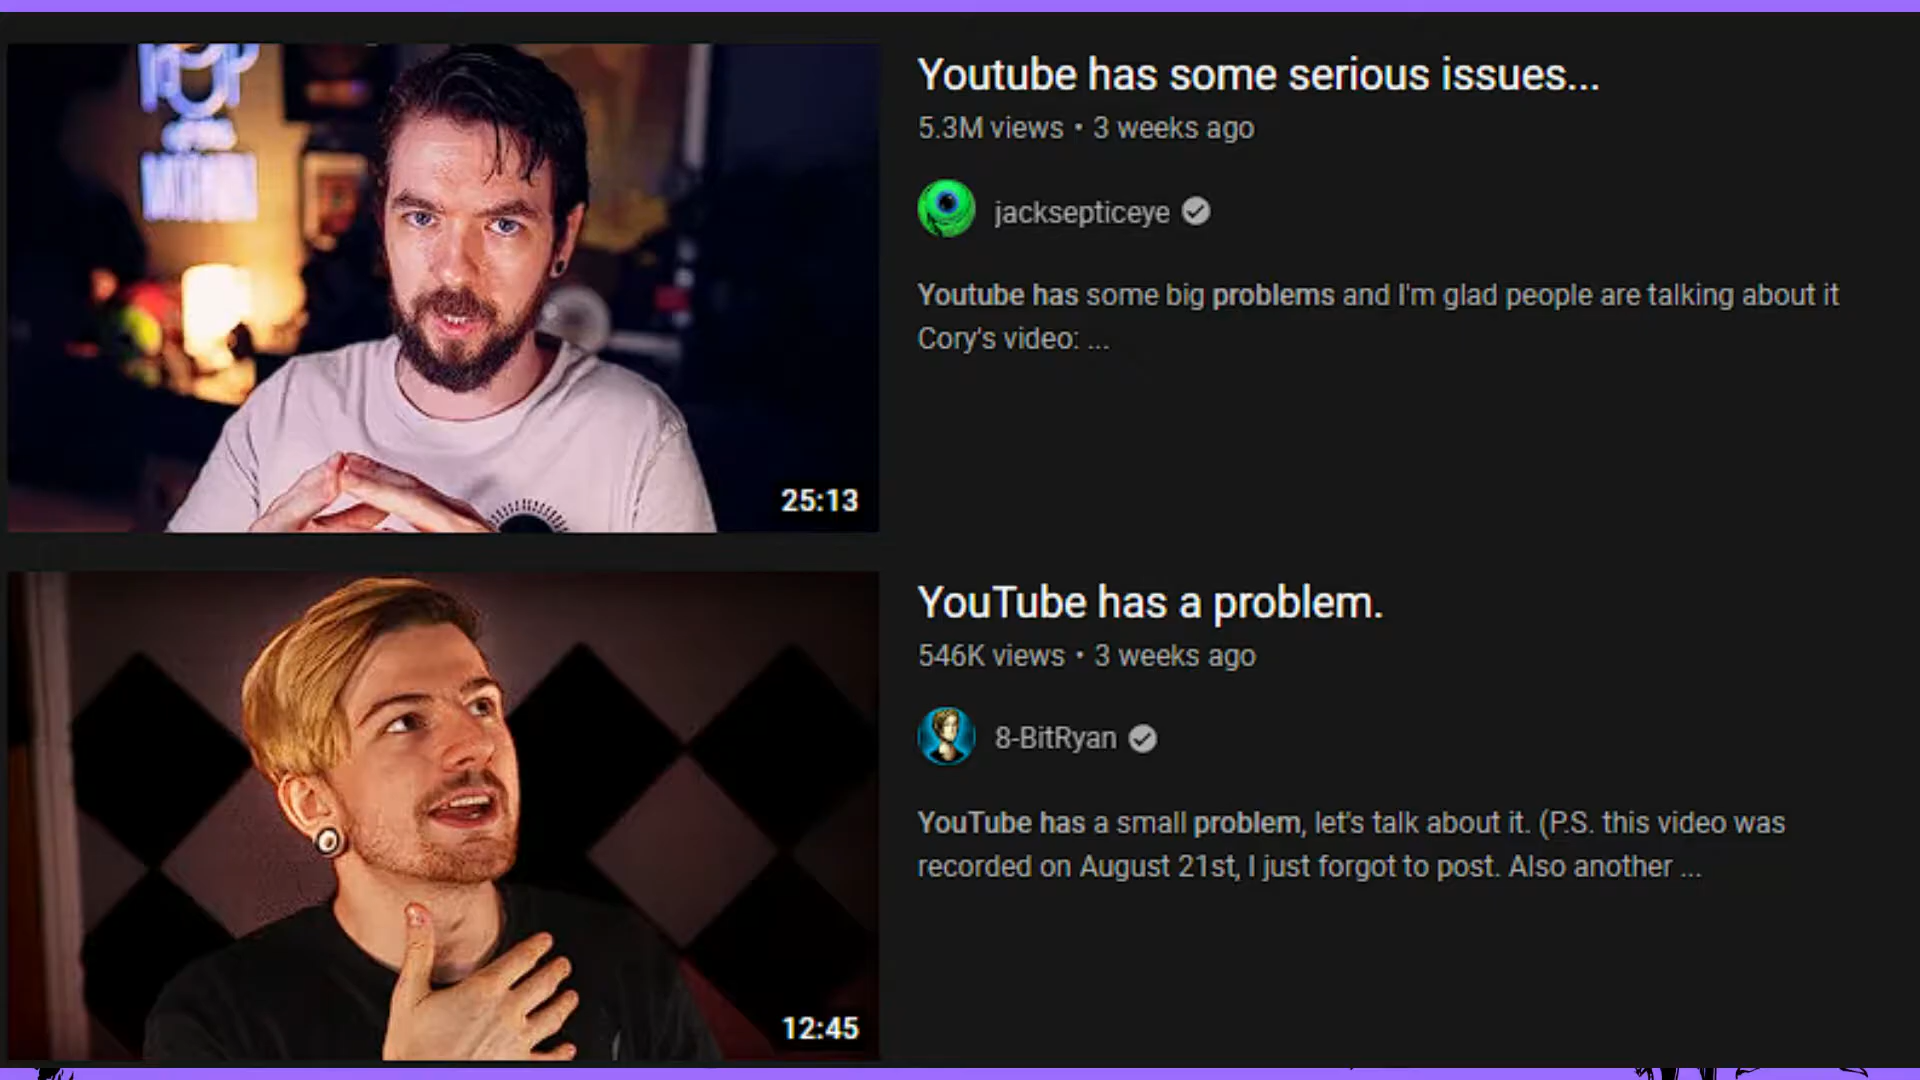 Youtube has some serious issues...
5.3M views • 3 weeks ago
jacksepticeye
Youtube has some big problems and I'm glad people are talking about it
Cory's video: ...
25:13
YouTube has a problem.
546K views • 3 weeks ago
8-BitRyan
YouTube has a small problem, let's talk about it. (P.S. this video was
recorded on August 21st, I just forgot to post. Also another ...
12:45